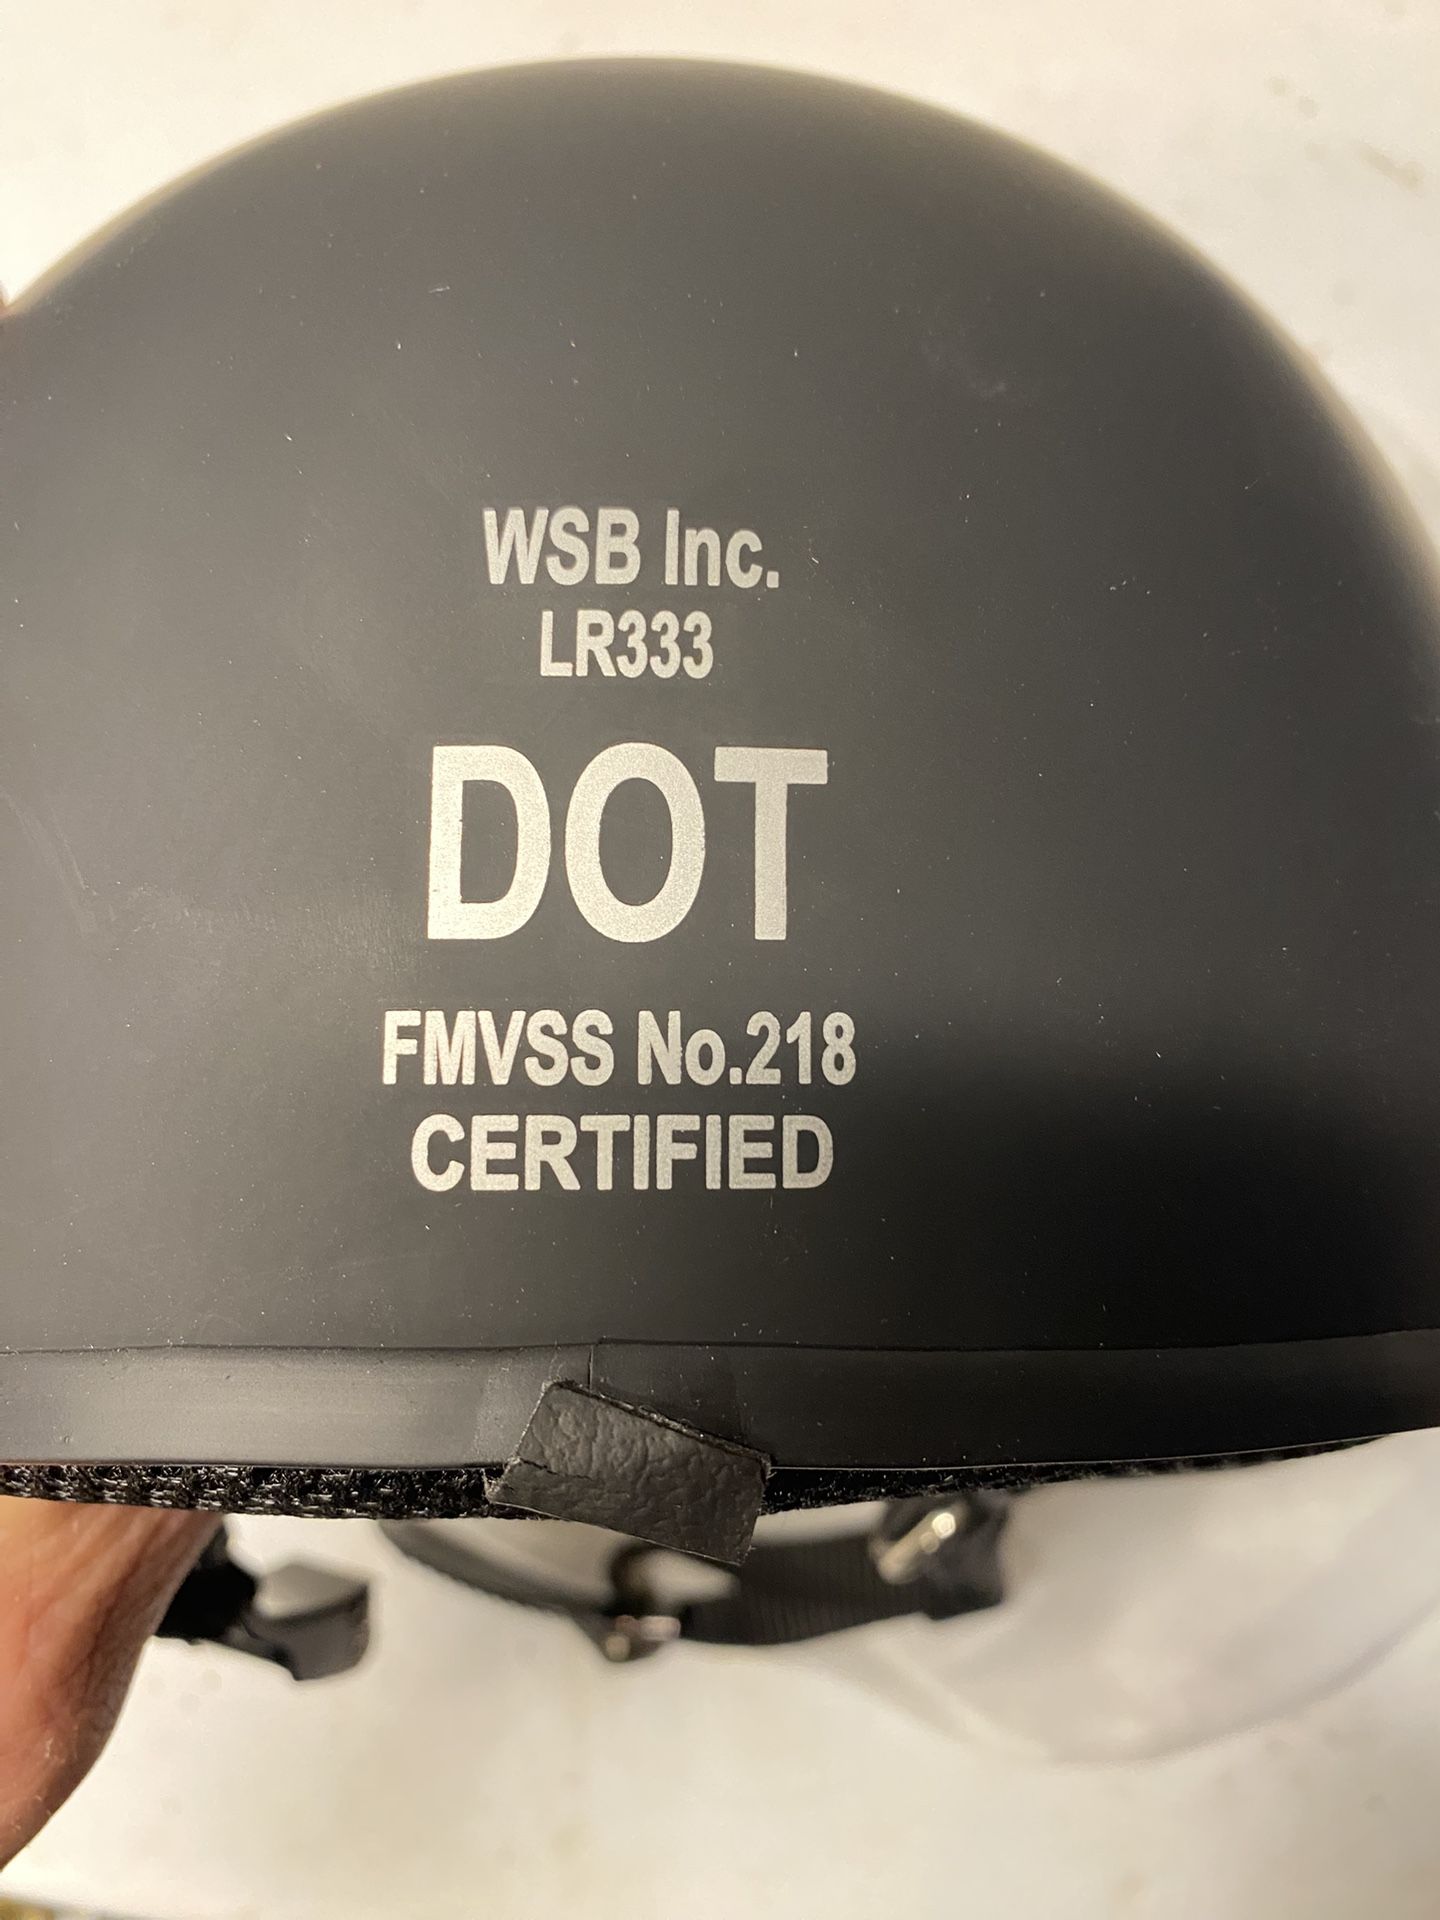 WSB Inc.
LR333
DOT
FMVSS No.218
CERTIFIED